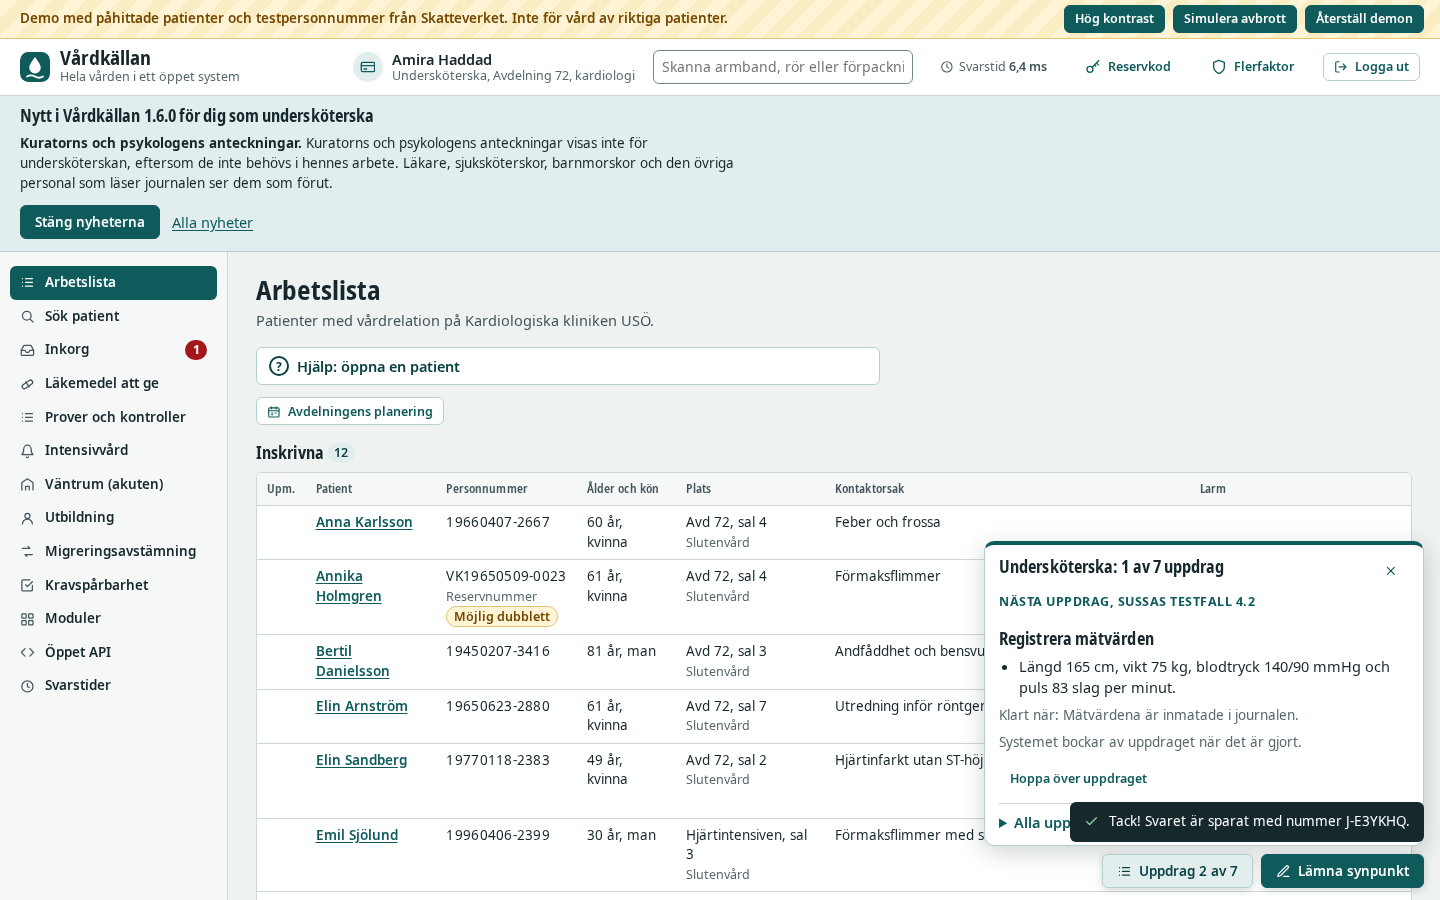 Demo med påhittade patienter och testpersonnummer från Skatteverket. Inte för vård av riktiga patienter.
Hög kontrast
Simulera avbrott
Återställ demon
Vårdkällan
Hela vården i ett öppet system
Amira Haddad
Undersköterska, Avdelning 72, kardiologi
Skanna armband, rör eller förpackni
Svarstid 6,4 ms
Reservkod
Flerfaktor
Logga ut
Nytt i Vårdkällan 1.6.0 för dig som undersköterska
Kuratorns och psykologens anteckningar. Kuratorns och psykologens anteckningar visas inte för
undersköterskan, eftersom de inte behövs i hennes arbete. Läkare, sjuksköterskor, barnmorskor och den övriga
personal som läser journalen ser dem som förut.
Stäng nyheterna
Alla nyheter
Arbetslista
Sök patient
Inkorg
1
Läkemedel att ge
Prover och kontroller
Intensivvård
Väntrum (akuten)
Utbildning
Migreringsavstämning
Kravspårbarhet
Moduler
Öppet API
Svarstider
Arbetslista
Patienter med vårdrelation på Kardiologiska kliniken USÖ.
? Hjälp: öppna en patient
Avdelningens planering
Inskrivna 12
Upm. Patient Personnummer Ålder och kön Plats Kontaktorsak Larm
Anna Karlsson 19660407-2667 60 år, Avd 72, sal 4 Feber och frossa
kvinna Slutenvård
Annika VK19650509-0023 61 år, Avd 72, sal 4 Förmaksflimmer
Holmgren Reservnummer kvinna Slutenvård
Möjlig dubblett
Bertil 19450207-3416 81 år, man Avd 72, sal 3 Andfåddhet och bensvu
Danielsson Slutenvård
Elin Arnström 19650623-2880 61 år, Avd 72, sal 7 Utredning inför röntgen
kvinna Slutenvård
Elin Sandberg 19770118-2383 49 år, Avd 72, sal 2 Hjärtinfarkt utan ST-höj
kvinna Slutenvård
Emil Sjölund 19960406-2399 30 år, man Hjärtintensiven, sal Förmaksflimmer med s
3
Slutenvård
Undersköterska: 1 av 7 uppdrag
NÄSTA UPPDRAG, SUSSAS TESTFALL 4.2
Registrera mätvärden
• Längd 165 cm, vikt 75 kg, blodtryck 140/90 mmHg och
puls 83 slag per minut.
Klart när: Mätvärdena är inmatade i journalen.
Systemet bockar av uppdraget när det är gjort.
Hoppa över uppdraget
Alla upp
Tack! Svaret är sparat med nummer J-E3YKHQ.
Uppdrag 2 av 7
Lämna synpunkt